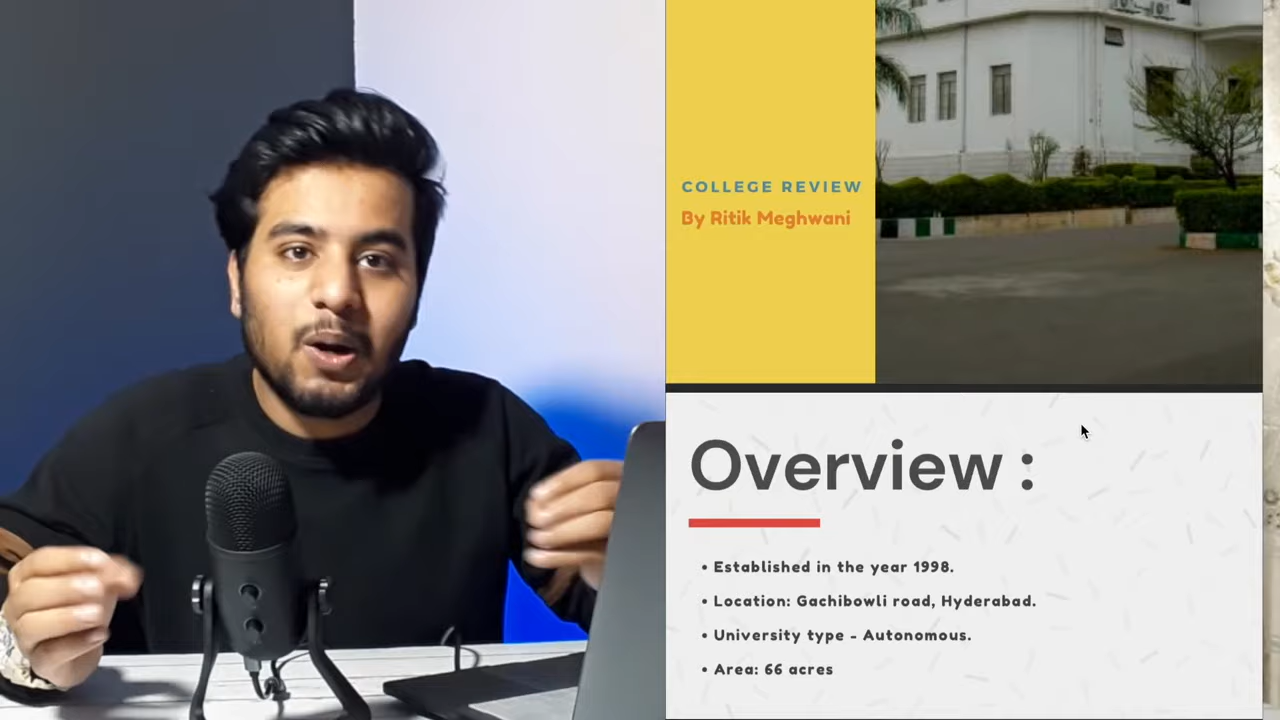 COLLEGE REVIEW
By Ritik Meghwani
Overview :
• Established in the year 1998.
• Location: Gachibowli road, Hyderabad.
• University type - Autonomous.
• Area: 66 acres